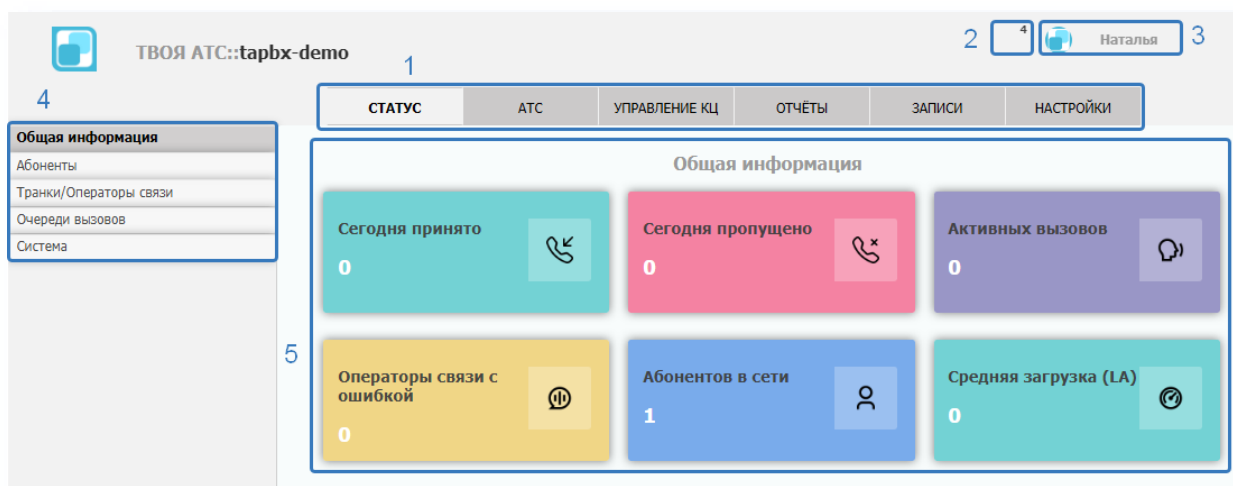 ТВОЯ АТС::tapbx-demo
1
2
4
Наталья
3
4
СТАТУС
АТС
УПРАВЛЕНИЕ КЦ
ОТЧЁТЫ
ЗАПИСИ
НАСТРОЙКИ
Общая информация
Абоненты
Транки/Операторы связи
Очереди вызовов
Система
5
Общая информация
Сегодня принято
0
Сегодня пропущено
0
Активных вызовов
0
Операторы связи с
ошибкой
0
Абонентов в сети
1
Средняя загрузка (LA)
0